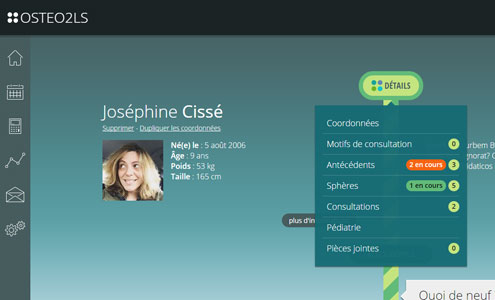 OSTEO2LS
DÉTAILS
Joséphine Cissé
Supprimer - Dupliquer les coordonnées
Né(e) le : 5 août 2006
Âge : 9 ans
Poids : 53 kg
Taille : 165 cm
Coordonnées
Motifs de consultation 0
Antécédents 2 en cours 3
Sphères 1 en cours 5
Consultations 2
Pédiatrie
Pièces jointes 0
urbem B
ignorat? C
didaticos
plus d'in
Quoi de neuf